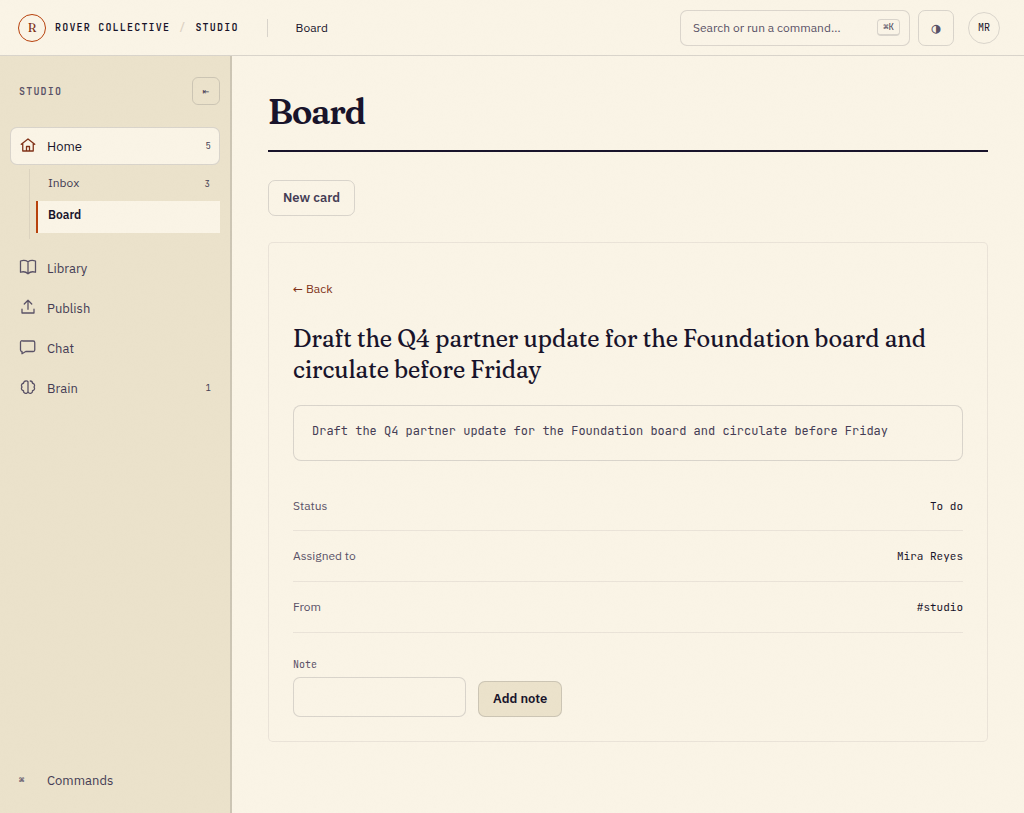 R ROVER COLLECTIVE / STUDIO Board Search or run a command... ⌘K MR
STUDIO
Home 5
Inbox 3
Board
Library
Publish
Chat
Brain 1
⌘ Commands
Board
New card
← Back
Draft the Q4 partner update for the Foundation board and
circulate before Friday
Draft the Q4 partner update for the Foundation board and circulate before Friday
Status To do
Assigned to Mira Reyes
From #studio
Note
Add note